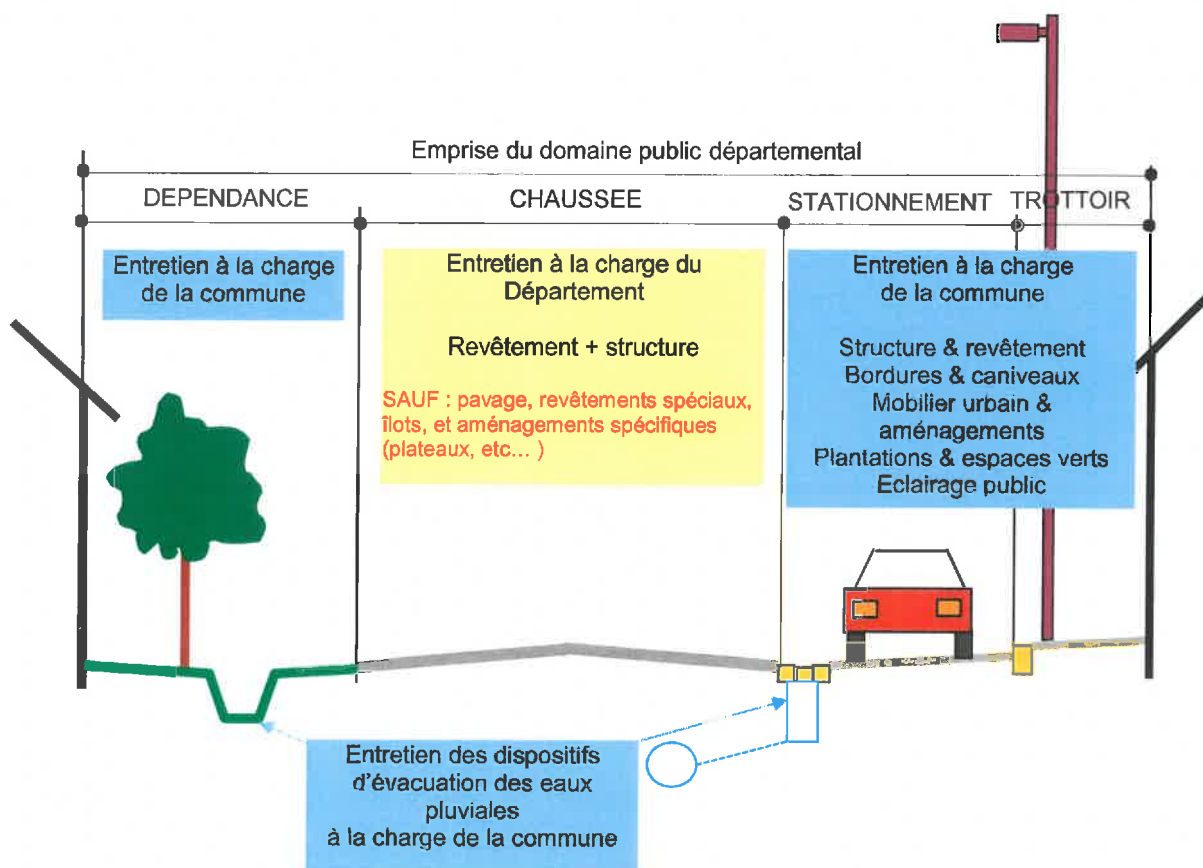 Emprise du domaine public départemental
DEPENDANCE
CHAUSSEE
STATIONNEMENT
TROTTOIR
Entretien à la charge
de la commune
Entretien à la charge du
Département
Revêtement + structure
SAUF : pavage, revêtements spéciaux,
îlots, et aménagements spécifiques
(plateaux, etc... )
Entretien à la charge
de la commune
Structure & revêtement
Bordures & caniveaux
Mobilier urbain &
aménagements
Plantations & espaces verts
Eclairage public
Entretien des dispositifs
d'évacuation des eaux
pluviales
à la charge de la commune